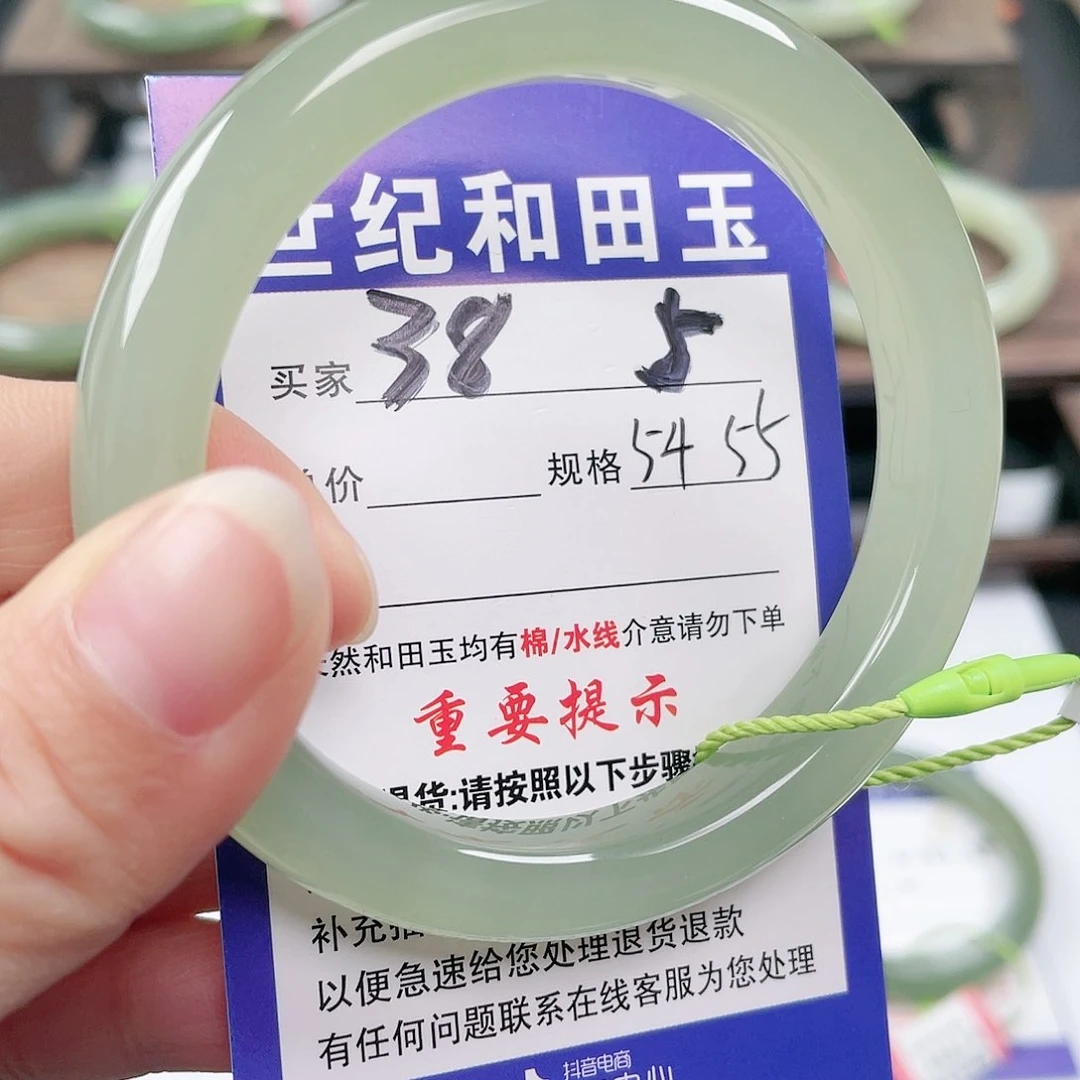 世纪和田玉
买家 38 5
价 规格 54 55
然和田玉均有棉/水线介意请勿下单
重要提示
退货:请按照以下步骤
补充
以便急速给您处理退货退款
有任何问题联系在线客服为您处理
抖音电商